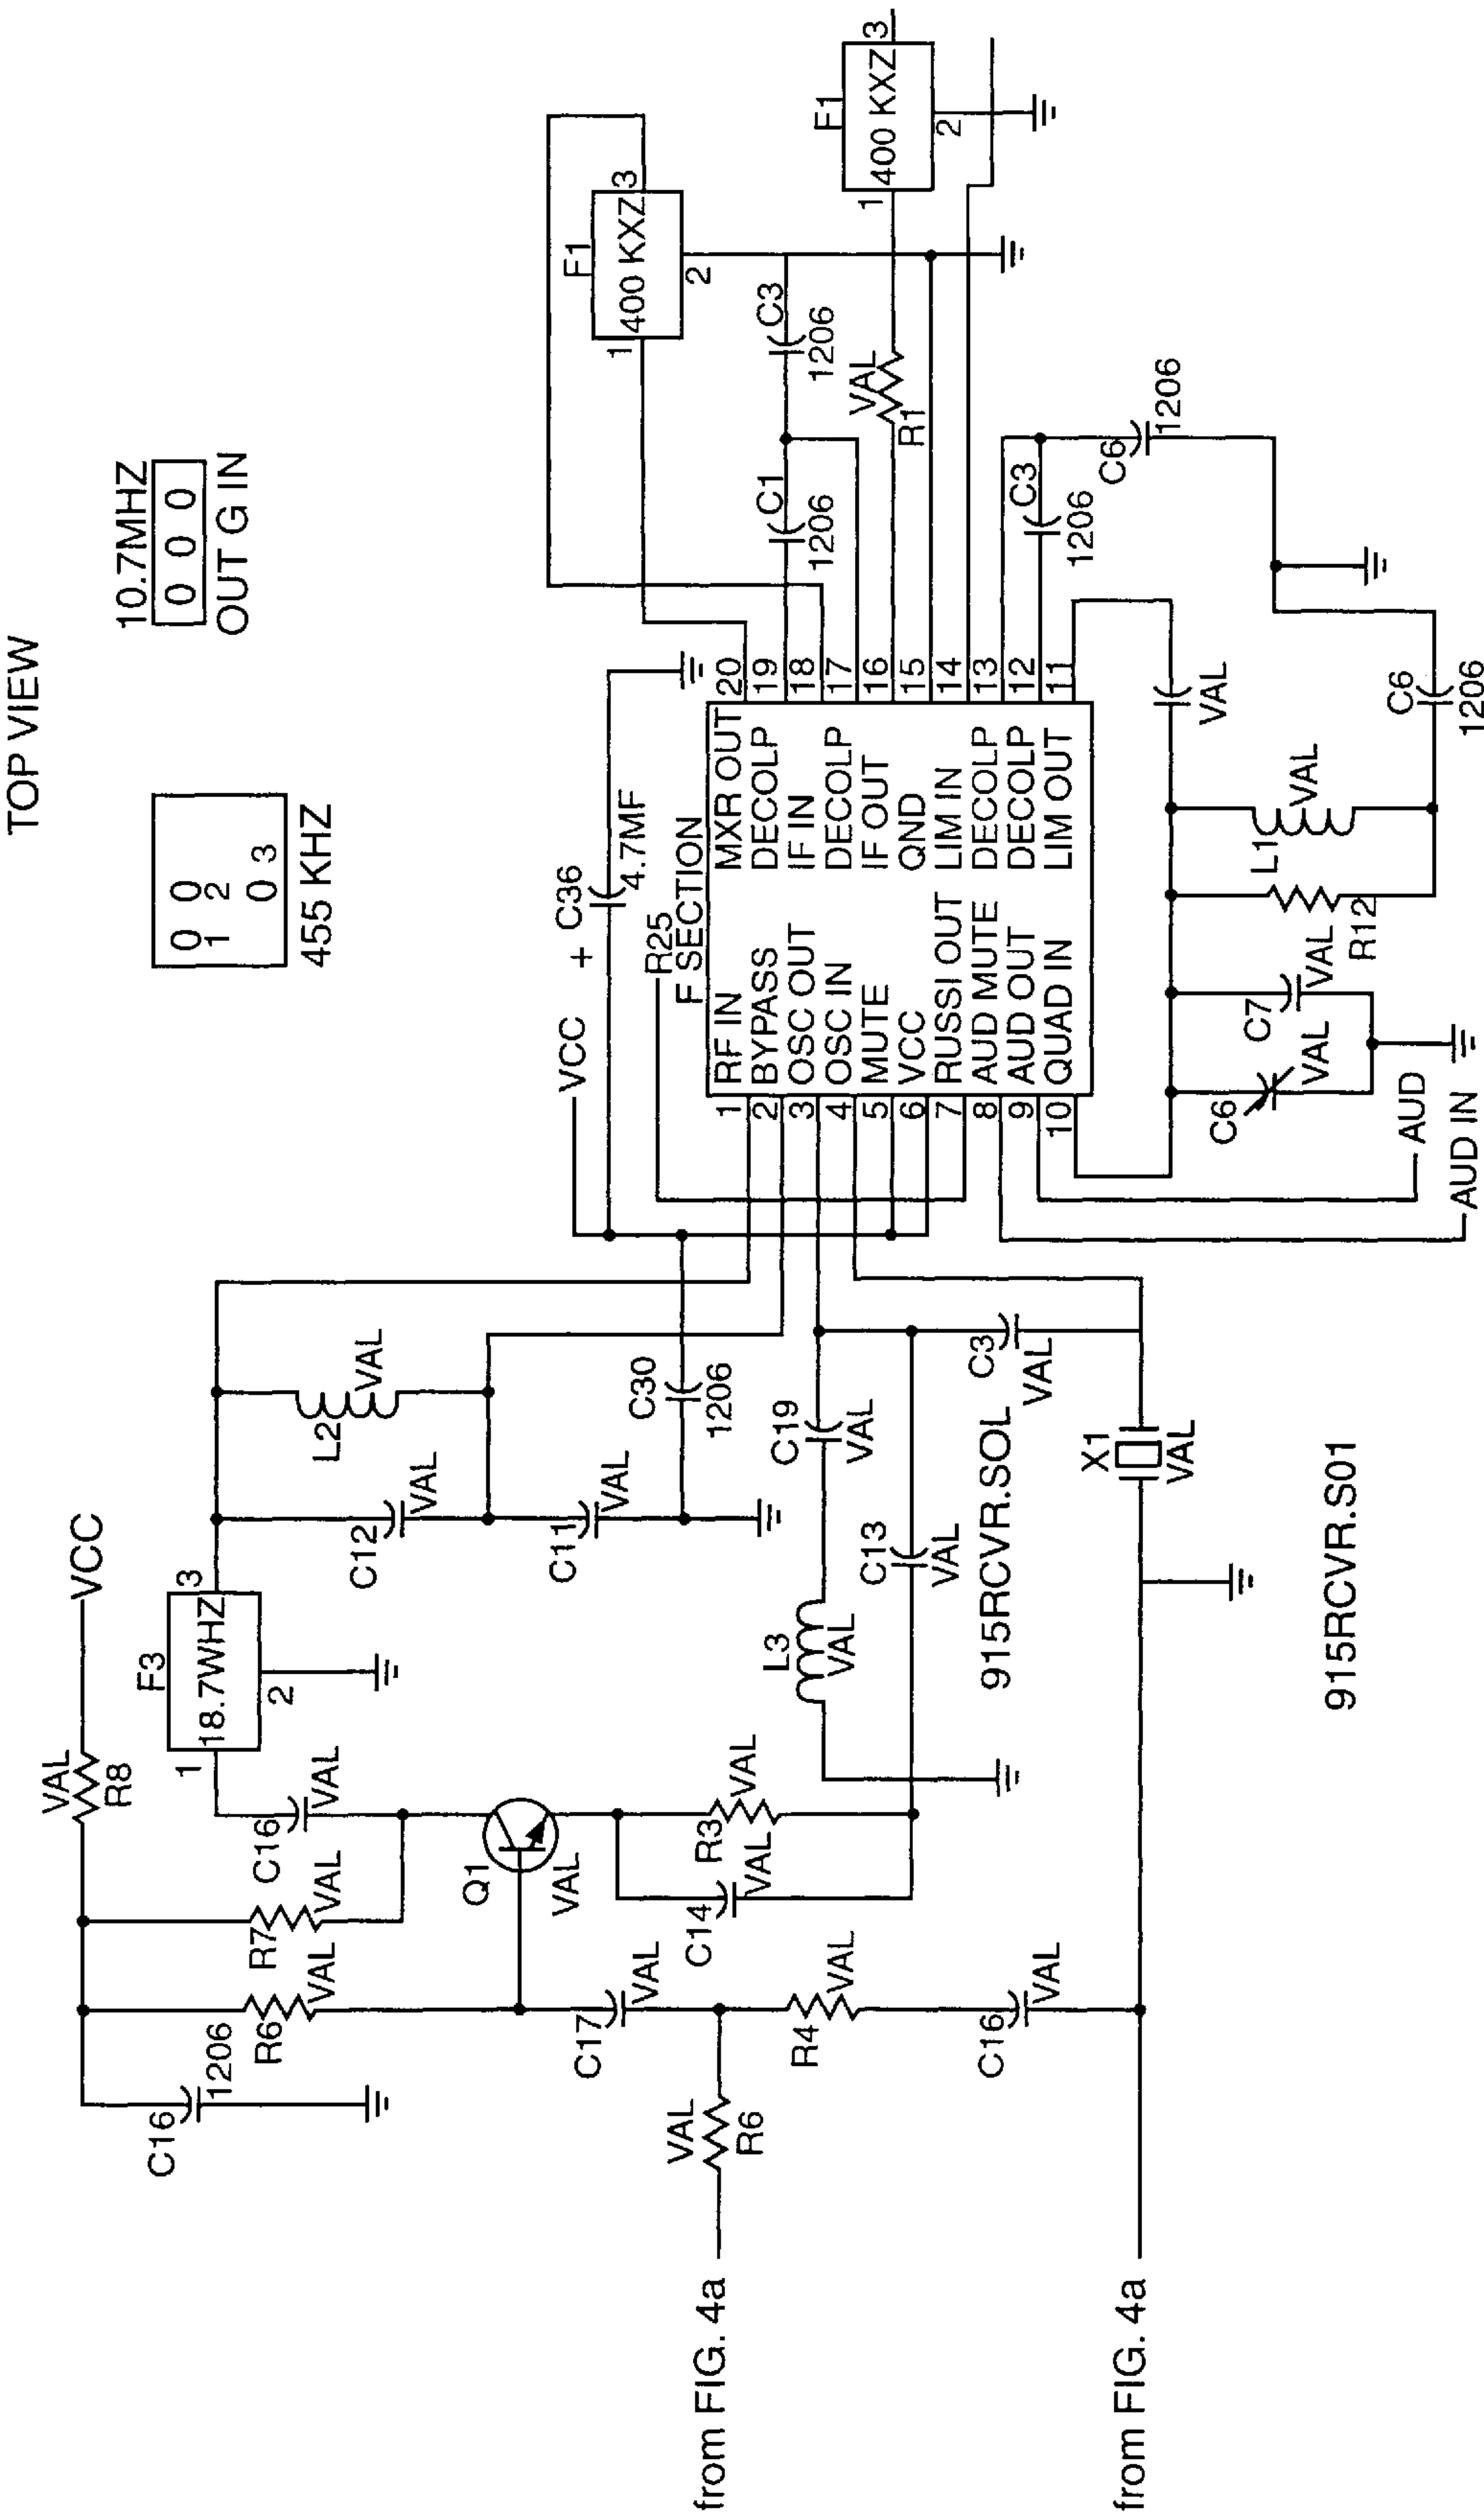 TOP VIEW
10.7MHZ
0 0 0
OUT G IN
0 0
1 2
0 3
455 KHZ
VCC
VAL
R8
F3
18.7WHZ
1
3
2
C16
1206
R6
VAL
R7
VAL
C16
VAL
L2
VAL
C12
VAL
C11
VAL
C30
1206
Q1
VAL
C17
VAL
C14
VAL
R3
VAL
R4
VAL
C16
VAL
VAL
R6
L3
VAL
C19
VAL
C13
VAL
C3
VAL
915RCVR.SOL
X1
VAL
915RCVR.S01
from FIG. 4a
from FIG. 4a
VCC
+
C36
4.7MF
R25
F SECTION
1 RF IN MXR OUT 20
2 BYPASS DECOLP 19
3 OSC OUT IF IN 18
4 OSC IN DECOLP 17
5 MUTE IF OUT 16
6 VCC QND 15
7 RUSSI OUT LIM IN 14
8 AUD MUTE DECOLP 13
9 AUD OUT DECOLP 12
10 QUAD IN LIM OUT 11
F1
400 KXZ
1
3
2
C1
1206
C3
1206
VAL
R1
F1
400 KXZ
1
3
2
C3
1206
C6
1206
VAL
L1
VAL
C6
1206
R12
VAL
C7
VAL
C6
AUD
AUD IN